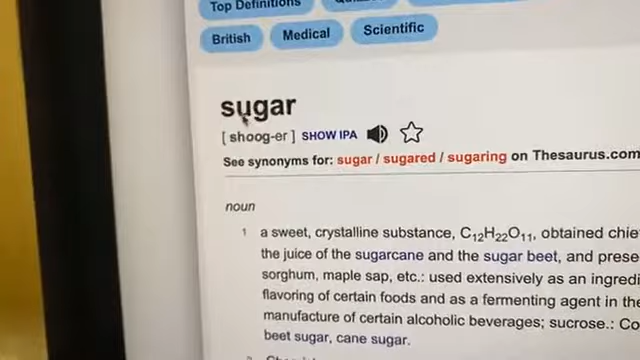 Top Definitions
British Medical Scientific
sugar
[ shoog-er ] SHOW IPA
See synonyms for: sugar / sugared / sugaring on Thesaurus.com
noun
1 a sweet, crystalline substance, C₁₂H₂₂O₁₁, obtained
the juice of the sugarcane and the sugar beet, and
sorghum, maple sap, etc.: used extensively as an
flavoring of certain foods and as a fermenting agent in the
manufacture of certain alcoholic beverages; sucrose.:
beet sugar, cane sugar.